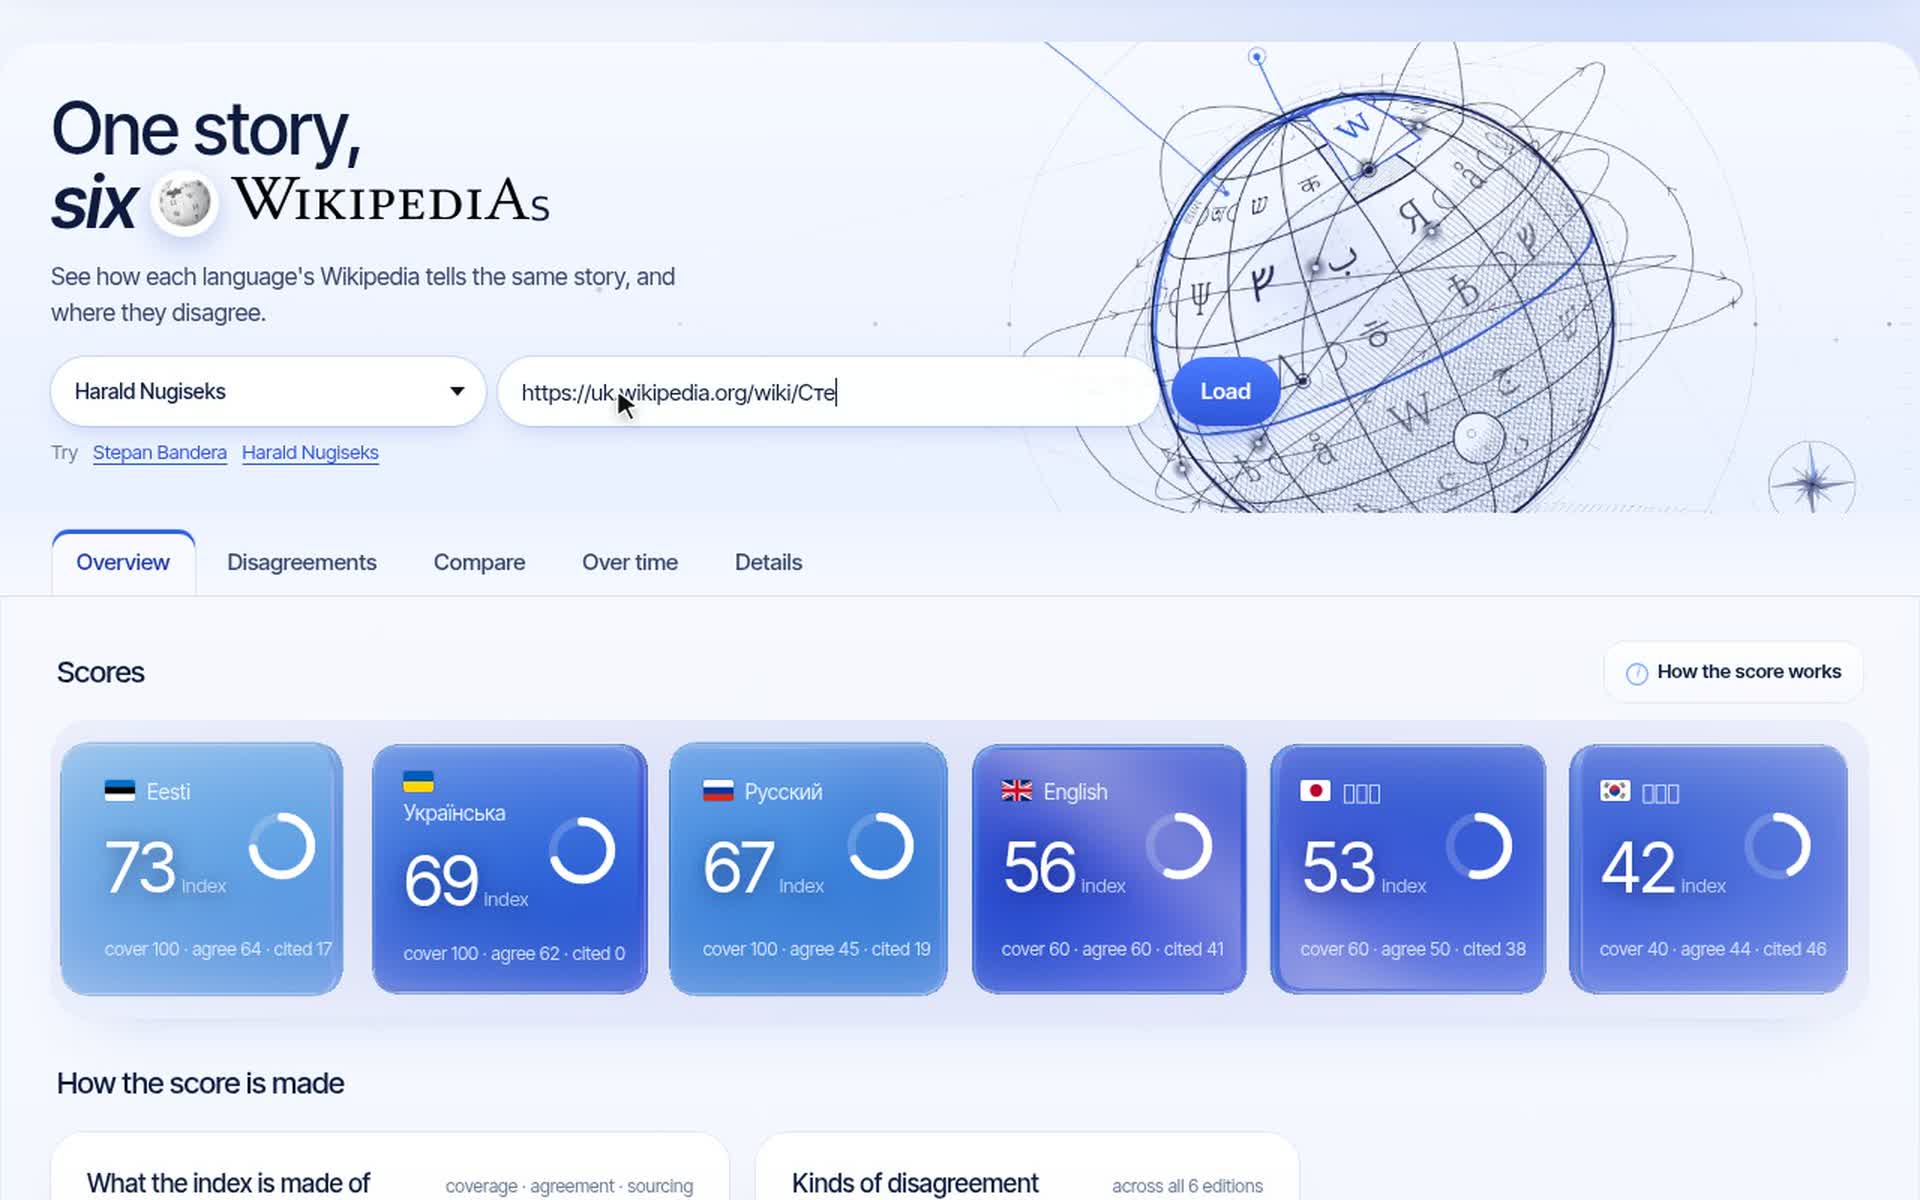 One story,
six WIKIPEDIAs
See how each language's Wikipedia tells the same story, and
where they disagree.
Harald Nugiseks
https://uk.wikipedia.org/wiki/Сте
Load
Try Stepan Bandera Harald Nugiseks
Overview Disagreements Compare Over time Details
Scores
How the score works
Eesti
73 Index
cover 100 · agree 64 · cited 17
Українська
69 Index
cover 100 · agree 62 · cited 0
Русский
67 Index
cover 100 · agree 45 · cited 19
English
56 Index
cover 60 · agree 60 · cited 41
53 Index
cover 60 · agree 50 · cited 38
42 Index
cover 40 · agree 44 · cited 46
How the score is made
What the index is made of
coverage · agreement · sourcing
Kinds of disagreement
across all 6 editions